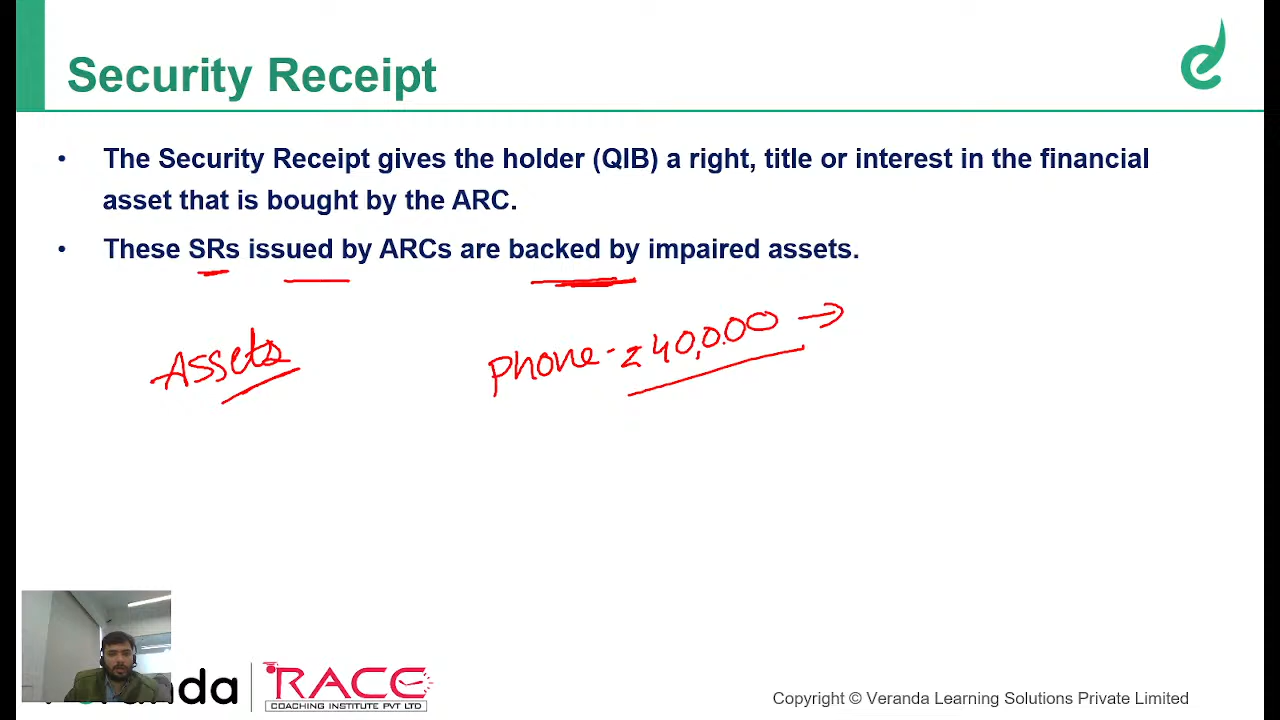 Security Receipt
• The Security Receipt gives the holder (QIB) a right, title or interest in the financial
asset that is bought by the ARC.
• These SRs issued by ARCs are backed by impaired assets.
Assets
Phone - ₹ 40,000 →
RACE
COACHING INSTITUTE PVT LTD
Copyright © Veranda Learning Solutions Private Limited